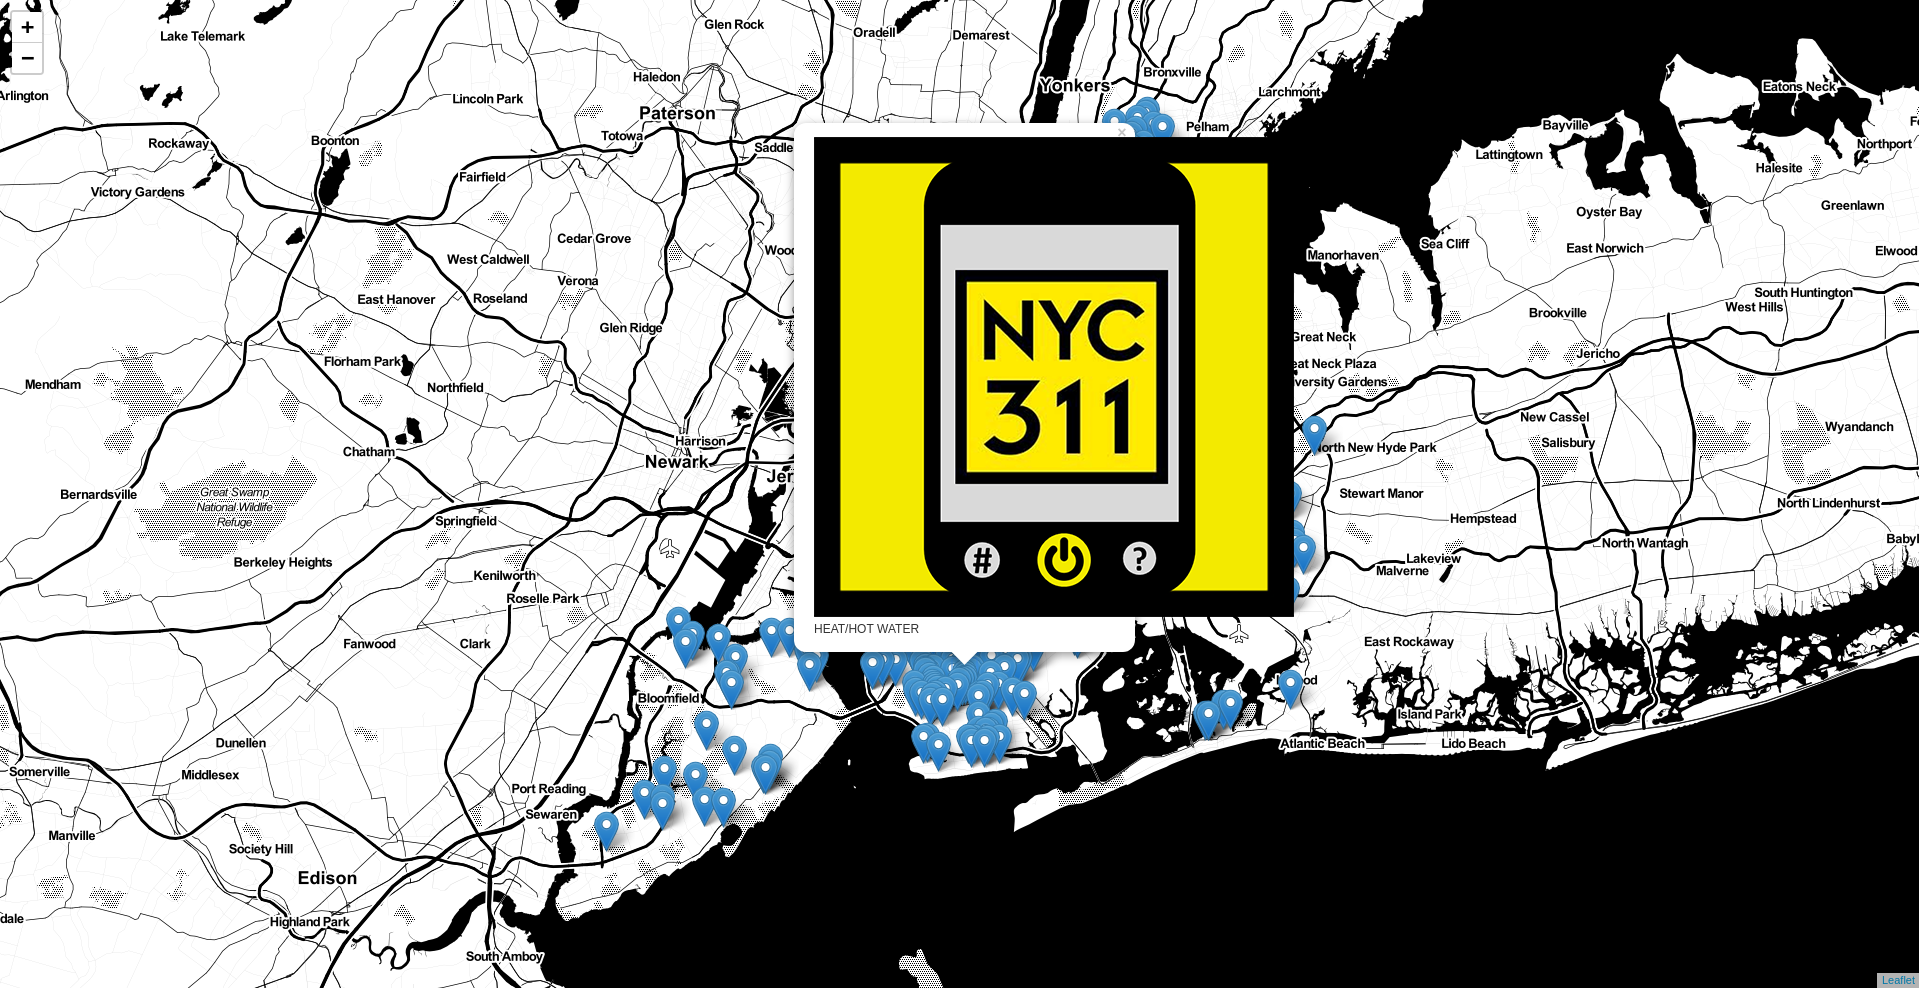 +
−
Lake Telemark
Glen Rock
Oradell
Demarest
Haledon
Yonkers
Bronxville
Larchmont
Eatons Neck
Arlington
Lincoln Park
Paterson
Pelham
Bayville
Rockaway
Boonton
Totowa
Saddle
×
Lattingtown
Halesite
Northport
Victory Gardens
Fairfield
Greenlawn
Oyster Bay
Cedar Grove
Sea Cliff
East Norwich
Elwood
West Caldwell
Manorhaven
Verona
East Hanover
Roseland
South Huntington
West Hills
Brookville
Glen Ridge
Great Neck
NYC
311
Florham Park
eat Neck Plaza
Jericho
Mendham
Northfield
versity Gardens
New Cassel
Wyandanch
Harrison
Salisbury
Chatham
Newark
North New Hyde Park
Jer
Bernardsville
Great Swamp
National Wildlife
Refuge
Stewart Manor
North Lindenhurst
Springfield
Hempstead
North Wantagh
Babyl
Berkeley Heights
# ?
Lakeview
Malverne
Kenilworth
Roselle Park
HEAT/HOT WATER
Fanwood
Clark
East Rockaway
Bloomfield
od
Island Park
Dunellen
Atlantic Beach
Lido Beach
Somerville
Middlesex
Port Reading
Sewaren
Manville
Society Hill
Edison
dale
Highland Park
South Amboy
Leaflet